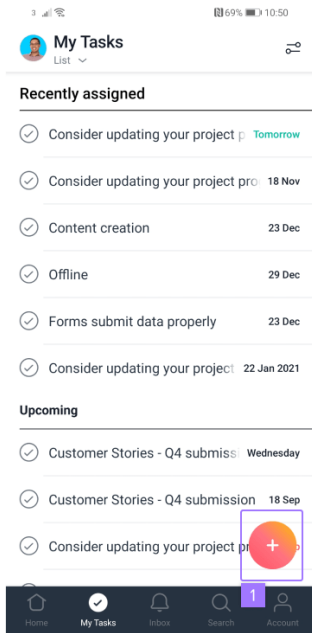 3 69% 10:50
My Tasks
List
Recently assigned
Consider updating your project p Tomorrow
Consider updating your project pro 18 Nov
Content creation 23 Dec
Offline 29 Dec
Forms submit data properly 23 Dec
Consider updating your project 22 Jan 2021
Upcoming
Customer Stories - Q4 submiss Wednesday
Customer Stories - Q4 submission 18 Sep
Consider updating your project pr
1
Home My Tasks Inbox Search Account